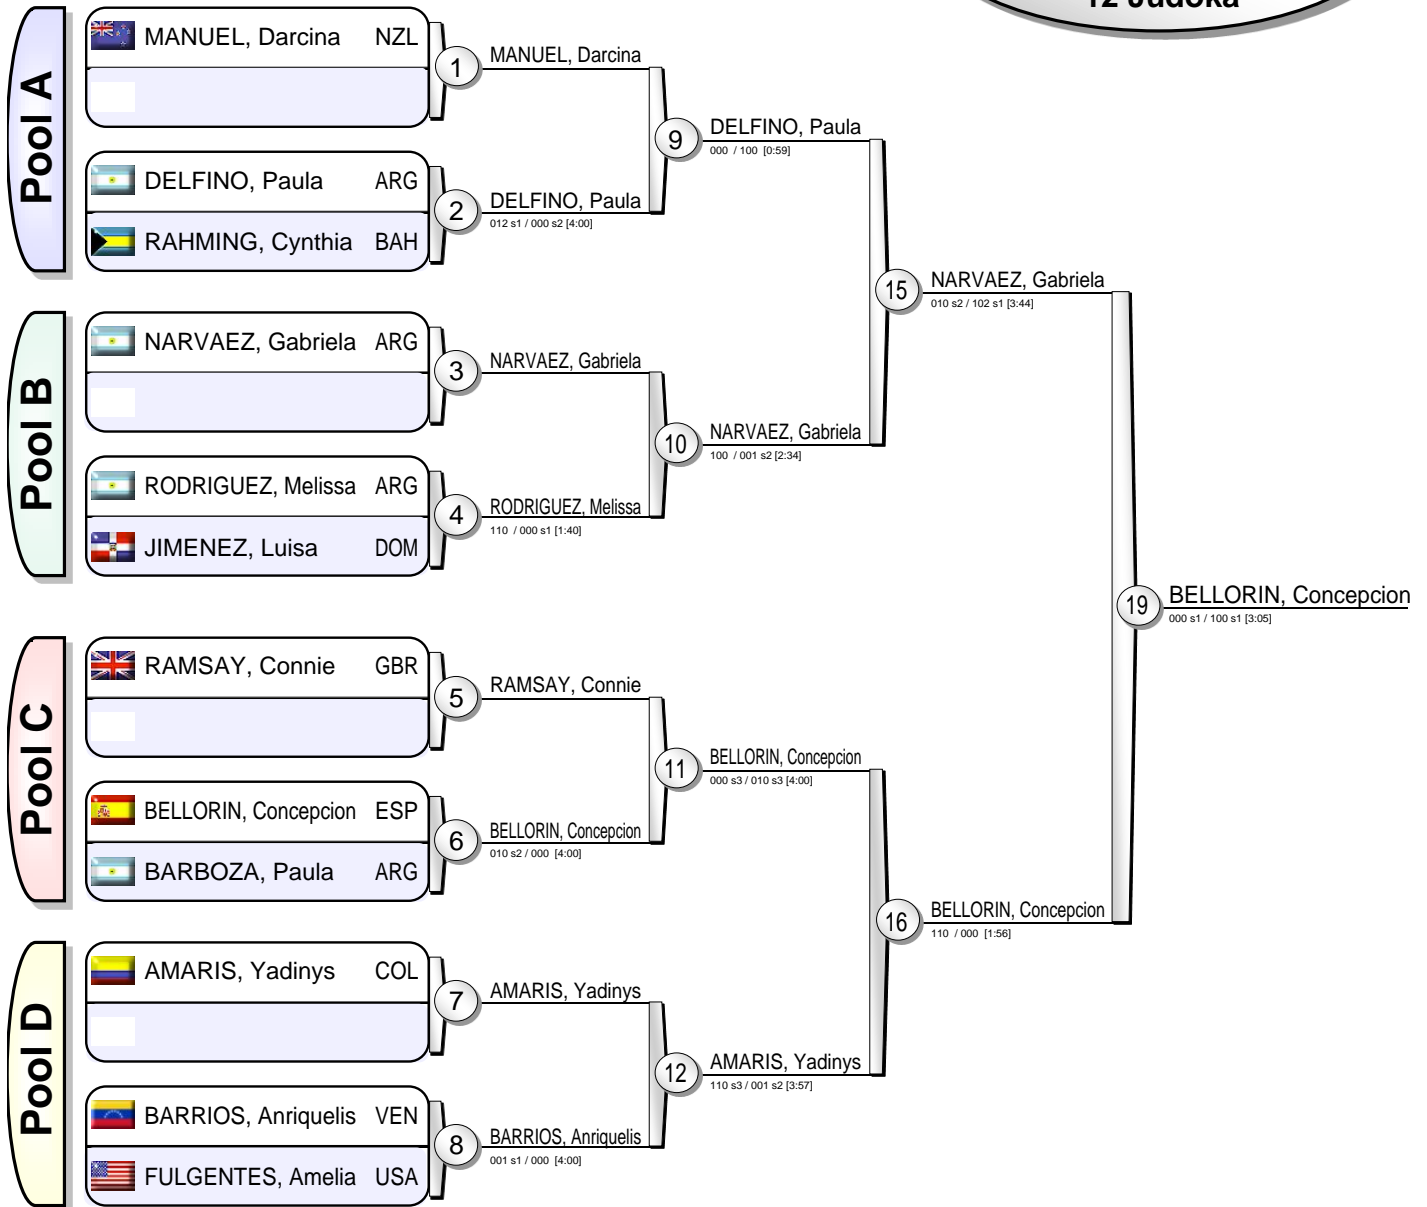 12 Judoka
Pool A
MANUEL, Darcina NZL
DELFINO, Paula ARG
RAHMING, Cynthia BAH
1
MANUEL, Darcina
2
DELFINO, Paula
012 s1 / 000 s2 [4:00]
9
DELFINO, Paula
000 / 100 [0:59]
Pool B
NARVAEZ, Gabriela ARG
RODRIGUEZ, Melissa ARG
JIMENEZ, Luisa DOM
3
NARVAEZ, Gabriela
4
RODRIGUEZ, Melissa
110 / 000 s1 [1:40]
10
NARVAEZ, Gabriela
100 / 001 s2 [2:34]
15
NARVAEZ, Gabriela
010 s2 / 102 s1 [3:44]
Pool C
RAMSAY, Connie GBR
BELLORIN, Concepcion ESP
BARBOZA, Paula ARG
5
RAMSAY, Connie
6
BELLORIN, Concepcion
010 s2 / 000 [4:00]
11
BELLORIN, Concepcion
000 s3 / 010 s3 [4:00]
Pool D
AMARIS, Yadinys COL
BARRIOS, Anriquelis VEN
FULGENTES, Amelia USA
7
AMARIS, Yadinys
8
BARRIOS, Anriquelis
001 s1 / 000 [4:00]
12
AMARIS, Yadinys
110 s3 / 001 s2 [3:57]
16
BELLORIN, Concepcion
110 / 000 [1:56]
19
BELLORIN, Concepcion
000 s1 / 100 s1 [3:05]